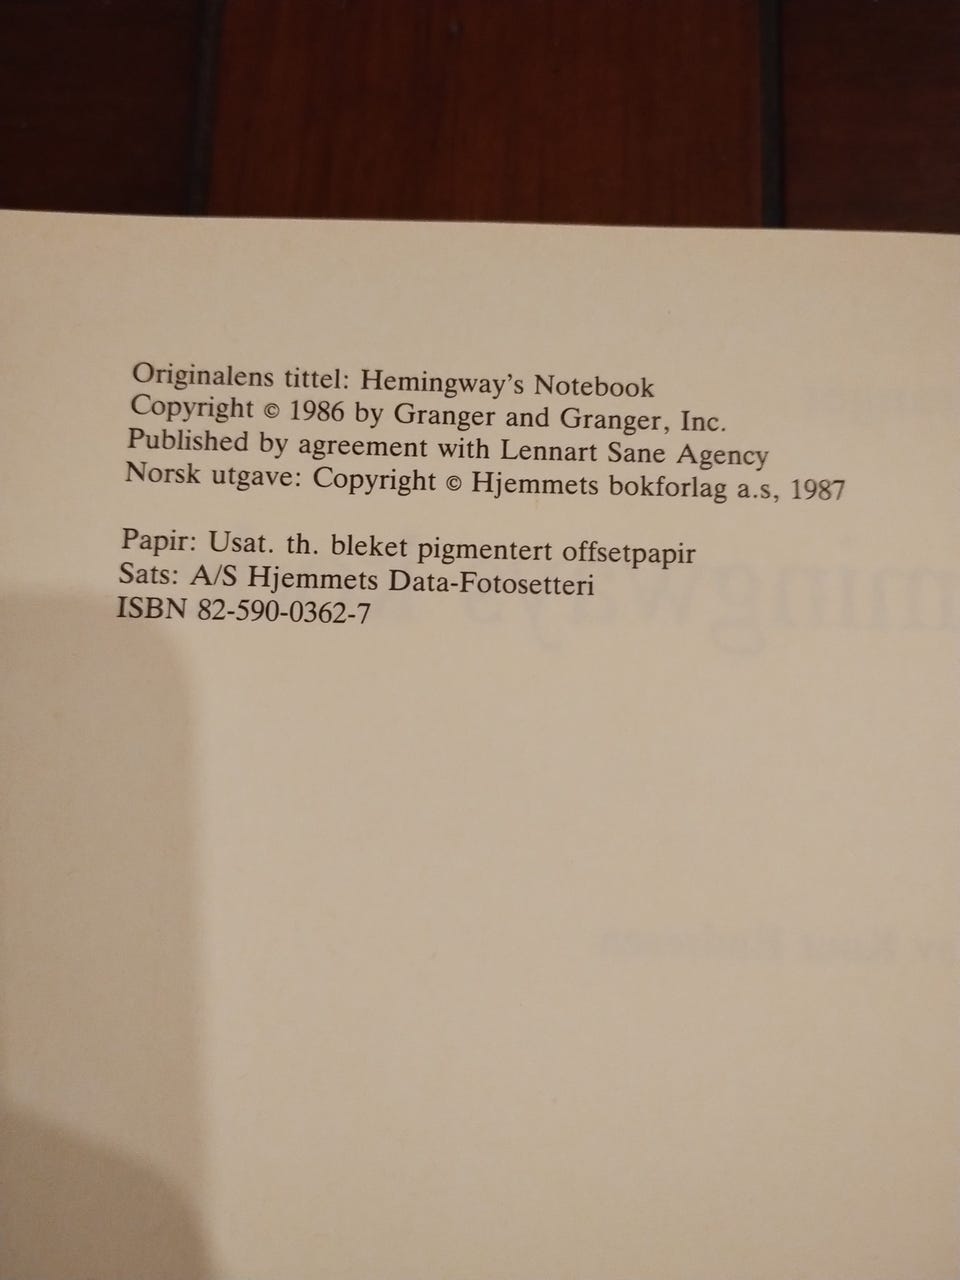 Originalens tittel: Hemingway's Notebook
Copyright © 1986 by Granger and Granger, Inc.
Published by agreement with Lennart Sane Agency
Norsk utgave: Copyright © Hjemmets bokforlag a.s, 1987
Papir: Usat. th. bleket pigmentert offsetpapir
Sats: A/S Hjemmets Data-Fotosetteri
ISBN 82-590-0362-7